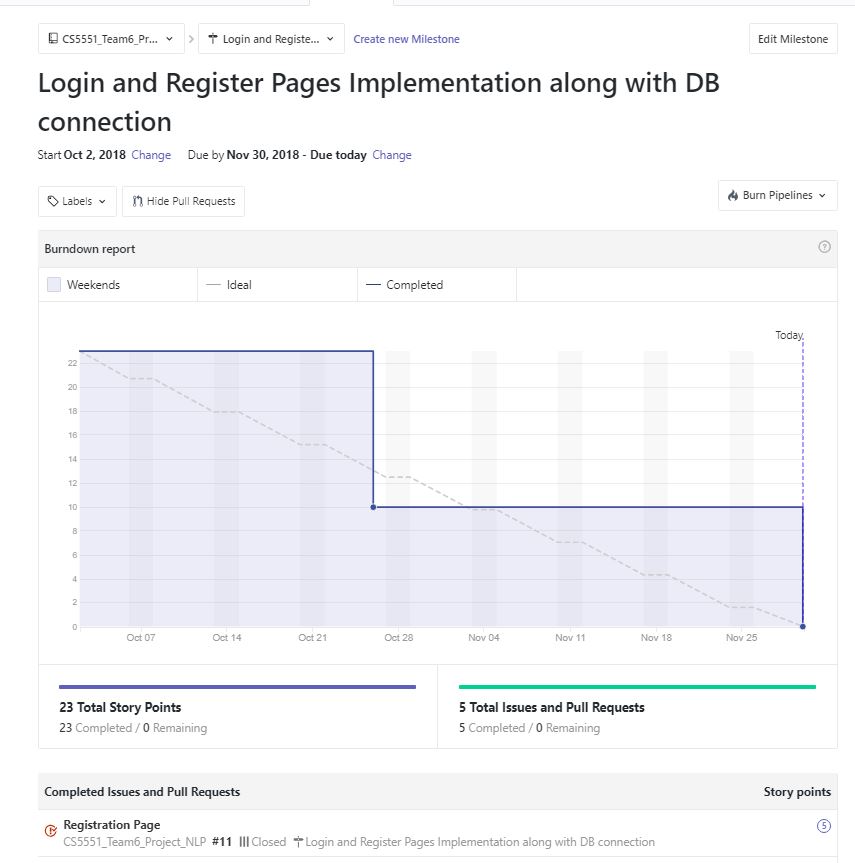 CS5551_Team6_Pr...
Login and Registe...
Create new Milestone
Edit Milestone
Login and Register Pages Implementation along with DB
connection
Start Oct 2, 2018 Change Due by Nov 30, 2018 - Due today Change
Labels
Hide Pull Requests
Burn Pipelines
Burndown report
Weekends
Ideal
Completed
Today
22
20
18
16
14
12
10
8
6
4
2
0
Oct 07 Oct 14 Oct 21 Oct 28 Nov 04 Nov 11 Nov 18 Nov 25
23 Total Story Points
23 Completed / 0 Remaining
5 Total Issues and Pull Requests
5 Completed / 0 Remaining
Completed Issues and Pull Requests Story points
Registration Page 5
CS5551_Team6_Project_NLP #11 Closed Login and Register Pages Implementation along with DB connection